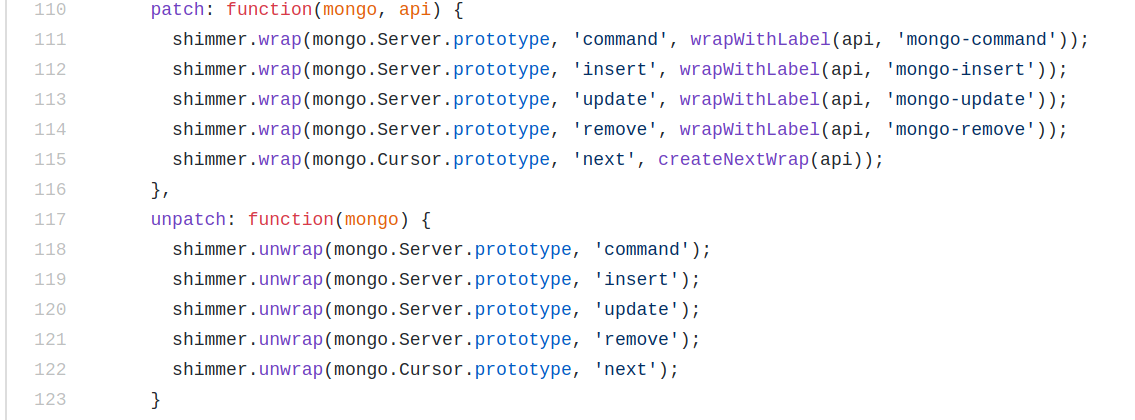 110 patch: function(mongo, api) {
111 shimmer.wrap(mongo.Server.prototype, 'command', wrapWithLabel(api, 'mongo-command'));
112 shimmer.wrap(mongo.Server.prototype, 'insert', wrapWithLabel(api, 'mongo-insert'));
113 shimmer.wrap(mongo.Server.prototype, 'update', wrapWithLabel(api, 'mongo-update'));
114 shimmer.wrap(mongo.Server.prototype, 'remove', wrapWithLabel(api, 'mongo-remove'));
115 shimmer.wrap(mongo.Cursor.prototype, 'next', createNextWrap(api));
116 },
117 unpatch: function(mongo) {
118 shimmer.unwrap(mongo.Server.prototype, 'command');
119 shimmer.unwrap(mongo.Server.prototype, 'insert');
120 shimmer.unwrap(mongo.Server.prototype, 'update');
121 shimmer.unwrap(mongo.Server.prototype, 'remove');
122 shimmer.unwrap(mongo.Cursor.prototype, 'next');
123 }